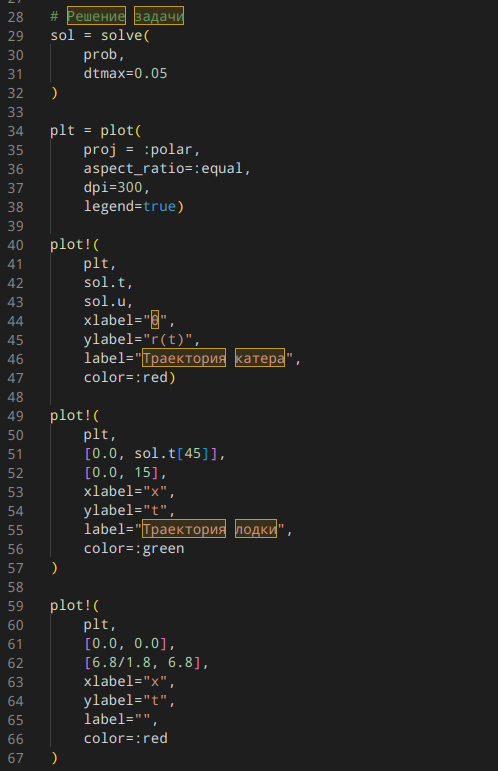 27
28 # Решение задачи
29 sol = solve(
30     prob,
31     dtmax=0.05
32 )
33
34 plt = plot(
35     proj = :polar,
36     aspect_ratio=:equal,
37     dpi=300,
38     legend=true)
39
40 plot!(
41     plt,
42     sol.t,
43     sol.u,
44     xlabel="θ",
45     ylabel="r(t)",
46     label="Траектория катера",
47     color=:red)
48
49 plot!(
50     plt,
51     [0.0, sol.t[45]],
52     [0.0, 15],
53     xlabel="x",
54     ylabel="t",
55     label="Траектория лодки",
56     color=:green
57 )
58
59 plot!(
60     plt,
61     [0.0, 0.0],
62     [6.8/1.8, 6.8],
63     xlabel="x",
64     ylabel="t",
65     label="",
66     color=:red
67 )